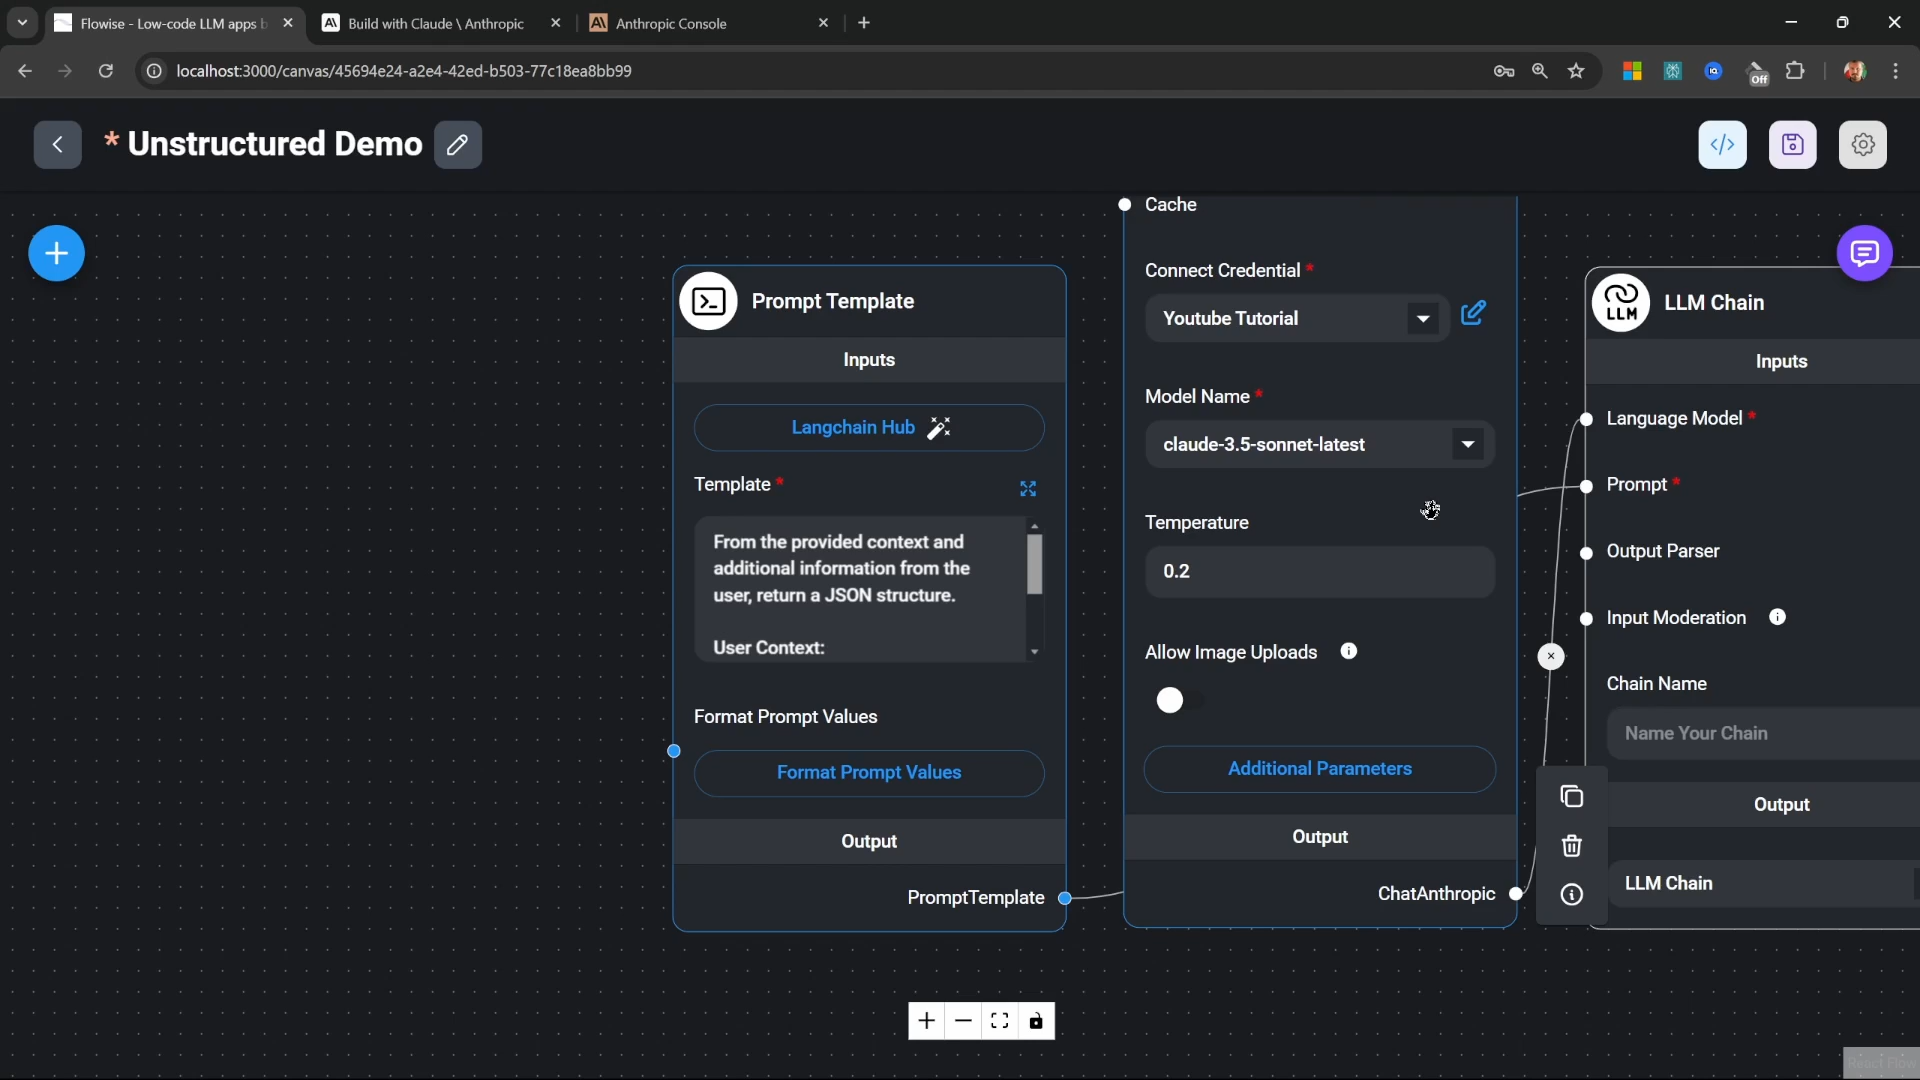 Flowise - Low-code LLM apps b
Build with Claude \ Anthropic
Anthropic Console
localhost:3000/canvas/45694e24-a2e4-42ed-b503-77c18ea8bb99
Off
* Unstructured Demo
Cache
Connect Credential *
Youtube Tutorial
Model Name *
claude-3.5-sonnet-latest
Temperature
0.2
Allow Image Uploads
Additional Parameters
Output
ChatAnthropic
Prompt Template
Inputs
Langchain Hub
Template *
From the provided context and
additional information from the
user, return a JSON structure.
User Context:
Format Prompt Values
Format Prompt Values
Output
PromptTemplate
LLM
LLM Chain
Inputs
Language Model *
Prompt *
Output Parser
Input Moderation
Chain Name
Name Your Chain
Output
LLM Chain
React Flow